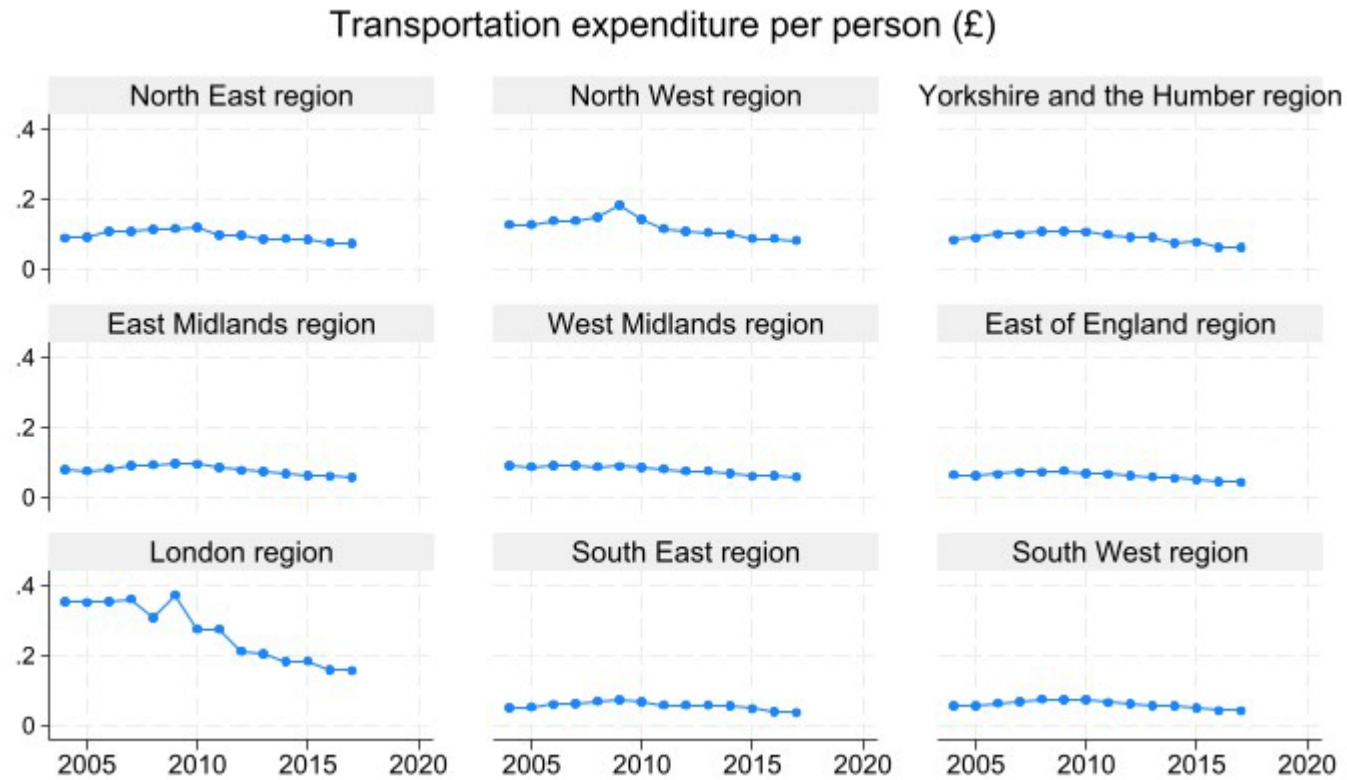 Transportation expenditure per person (£)
North East region
North West region
Yorkshire and the Humber region
.4
.2
0
East Midlands region
West Midlands region
East of England region
.4
.2
0
London region
South East region
South West region
.4
.2
0
2005 2010 2015 2020
2005 2010 2015 2020
2005 2010 2015 2020